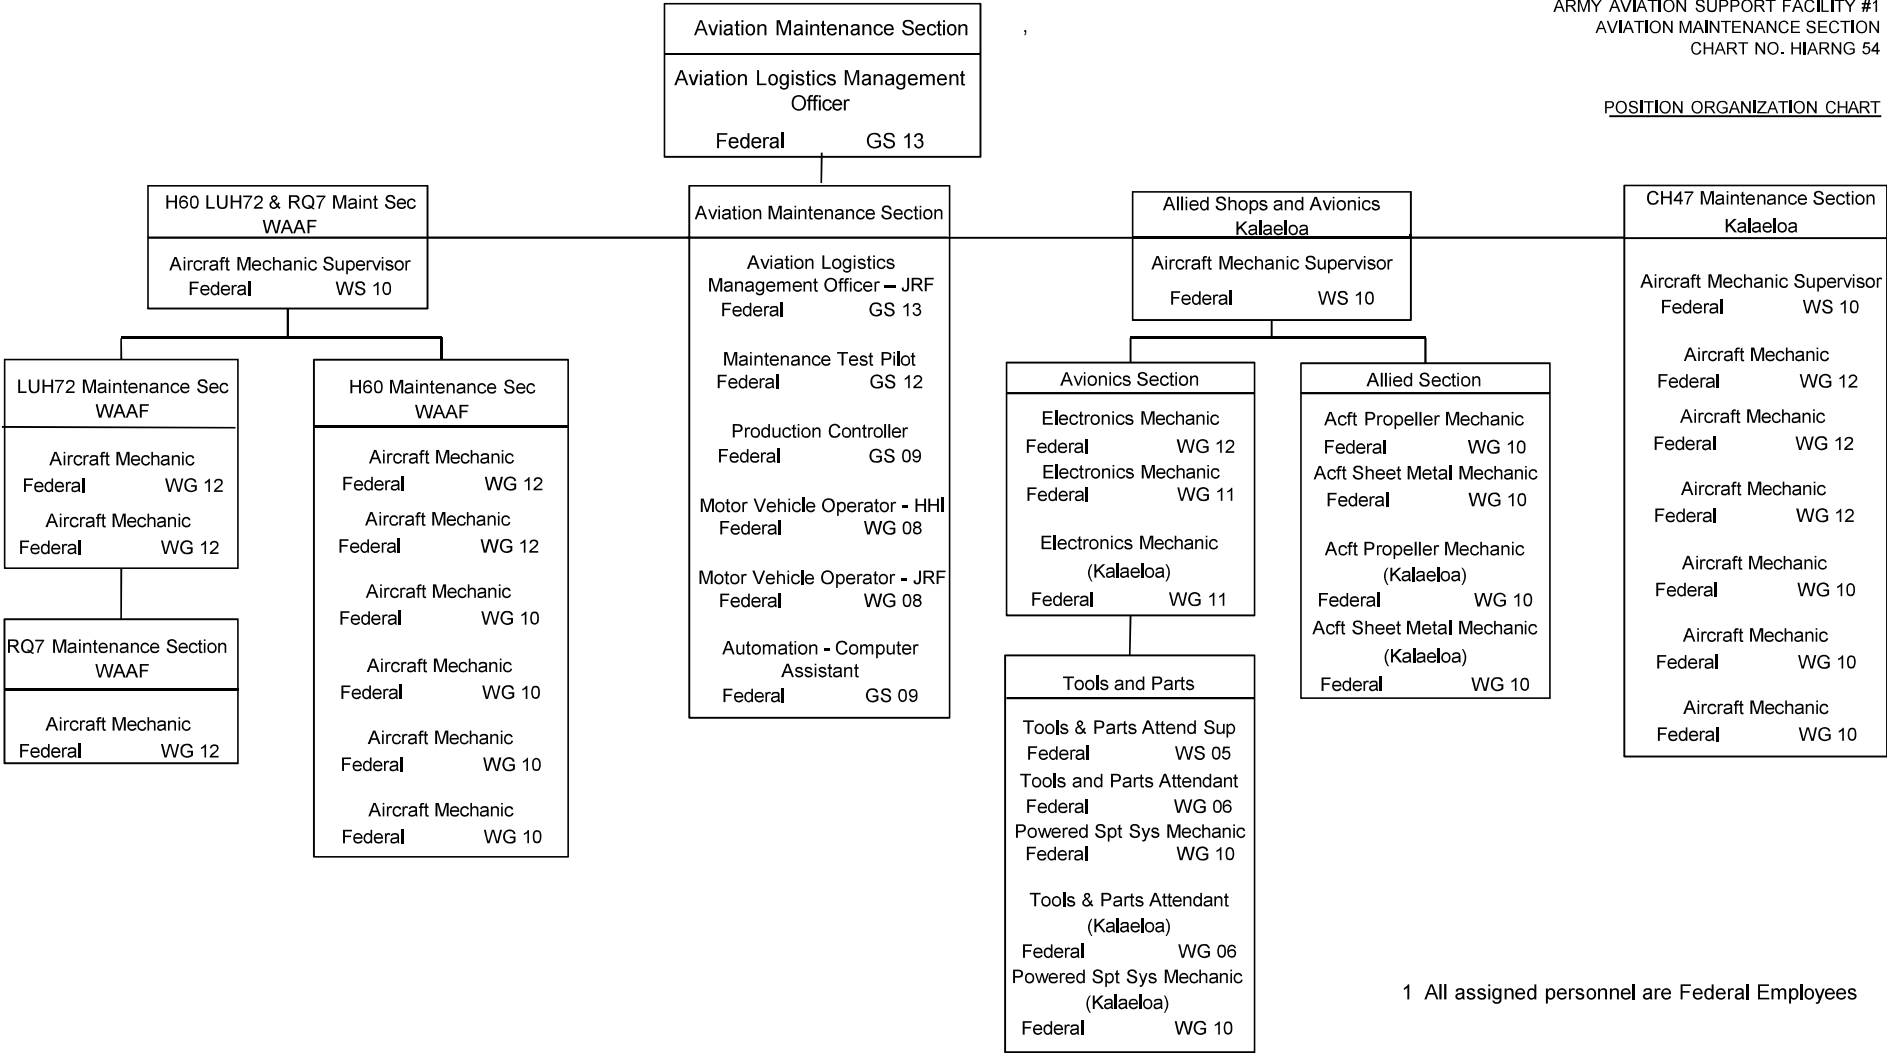 ARMY AVIATION SUPPORT FACILITY #1
AVIATION MAINTENANCE SECTION
CHART NO. HIARNG 54
POSITION ORGANIZATION CHART
Aviation Maintenance Section
,
Aviation Logistics Management
Officer
Federal GS 13
H60 LUH72 & RQ7 Maint Sec
WAAF
Aircraft Mechanic Supervisor
Federal WS 10
LUH72 Maintenance Sec
WAAF
Aircraft Mechanic
Federal WG 12
Aircraft Mechanic
Federal WG 12
RQ7 Maintenance Section
WAAF
Aircraft Mechanic
Federal WG 12
H60 Maintenance Sec
WAAF
Aircraft Mechanic
Federal WG 12
Aircraft Mechanic
Federal WG 12
Aircraft Mechanic
Federal WG 10
Aircraft Mechanic
Federal WG 10
Aircraft Mechanic
Federal WG 10
Aircraft Mechanic
Federal WG 10
Aviation Maintenance Section
Aviation Logistics
Management Officer – JRF
Federal GS 13
Maintenance Test Pilot
Federal GS 12
Production Controller
Federal GS 09
Motor Vehicle Operator - HHI
Federal WG 08
Motor Vehicle Operator - JRF
Federal WG 08
Automation - Computer
Assistant
Federal GS 09
Allied Shops and Avionics
Kalaeloa
Aircraft Mechanic Supervisor
Federal WS 10
Avionics Section
Electronics Mechanic
Federal WG 12
Electronics Mechanic
Federal WG 11
Electronics Mechanic
(Kalaeloa)
Federal WG 11
Tools and Parts
Tools & Parts Attend Sup
Federal WS 05
Tools and Parts Attendant
Federal WG 06
Powered Spt Sys Mechanic
Federal WG 10
Tools & Parts Attendant
(Kalaeloa)
Federal WG 06
Powered Spt Sys Mechanic
(Kalaeloa)
Federal WG 10
Allied Section
Acft Propeller Mechanic
Federal WG 10
Acft Sheet Metal Mechanic
Federal WG 10
Acft Propeller Mechanic
(Kalaeloa)
Federal WG 10
Acft Sheet Metal Mechanic
(Kalaeloa)
Federal WG 10
CH47 Maintenance Section
Kalaeloa
Aircraft Mechanic Supervisor
Federal WS 10
Aircraft Mechanic
Federal WG 12
Aircraft Mechanic
Federal WG 12
Aircraft Mechanic
Federal WG 12
Aircraft Mechanic
Federal WG 10
Aircraft Mechanic
Federal WG 10
Aircraft Mechanic
Federal WG 10
1 All assigned personnel are Federal Employees